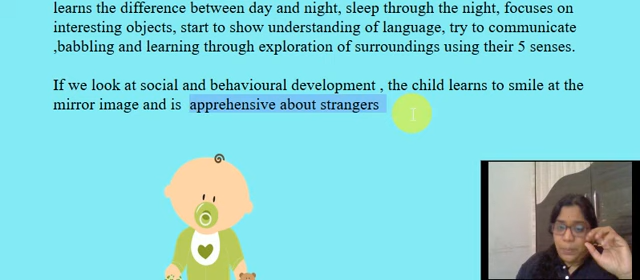 learns the difference between day and night, sleep through the night, focuses on
interesting objects, start to show understanding of language, try to communicate
,babbling and learning through exploration of surroundings using their 5 senses.
If we look at social and behavioural development , the child learns to smile at the
mirror image and is apprehensive about strangers